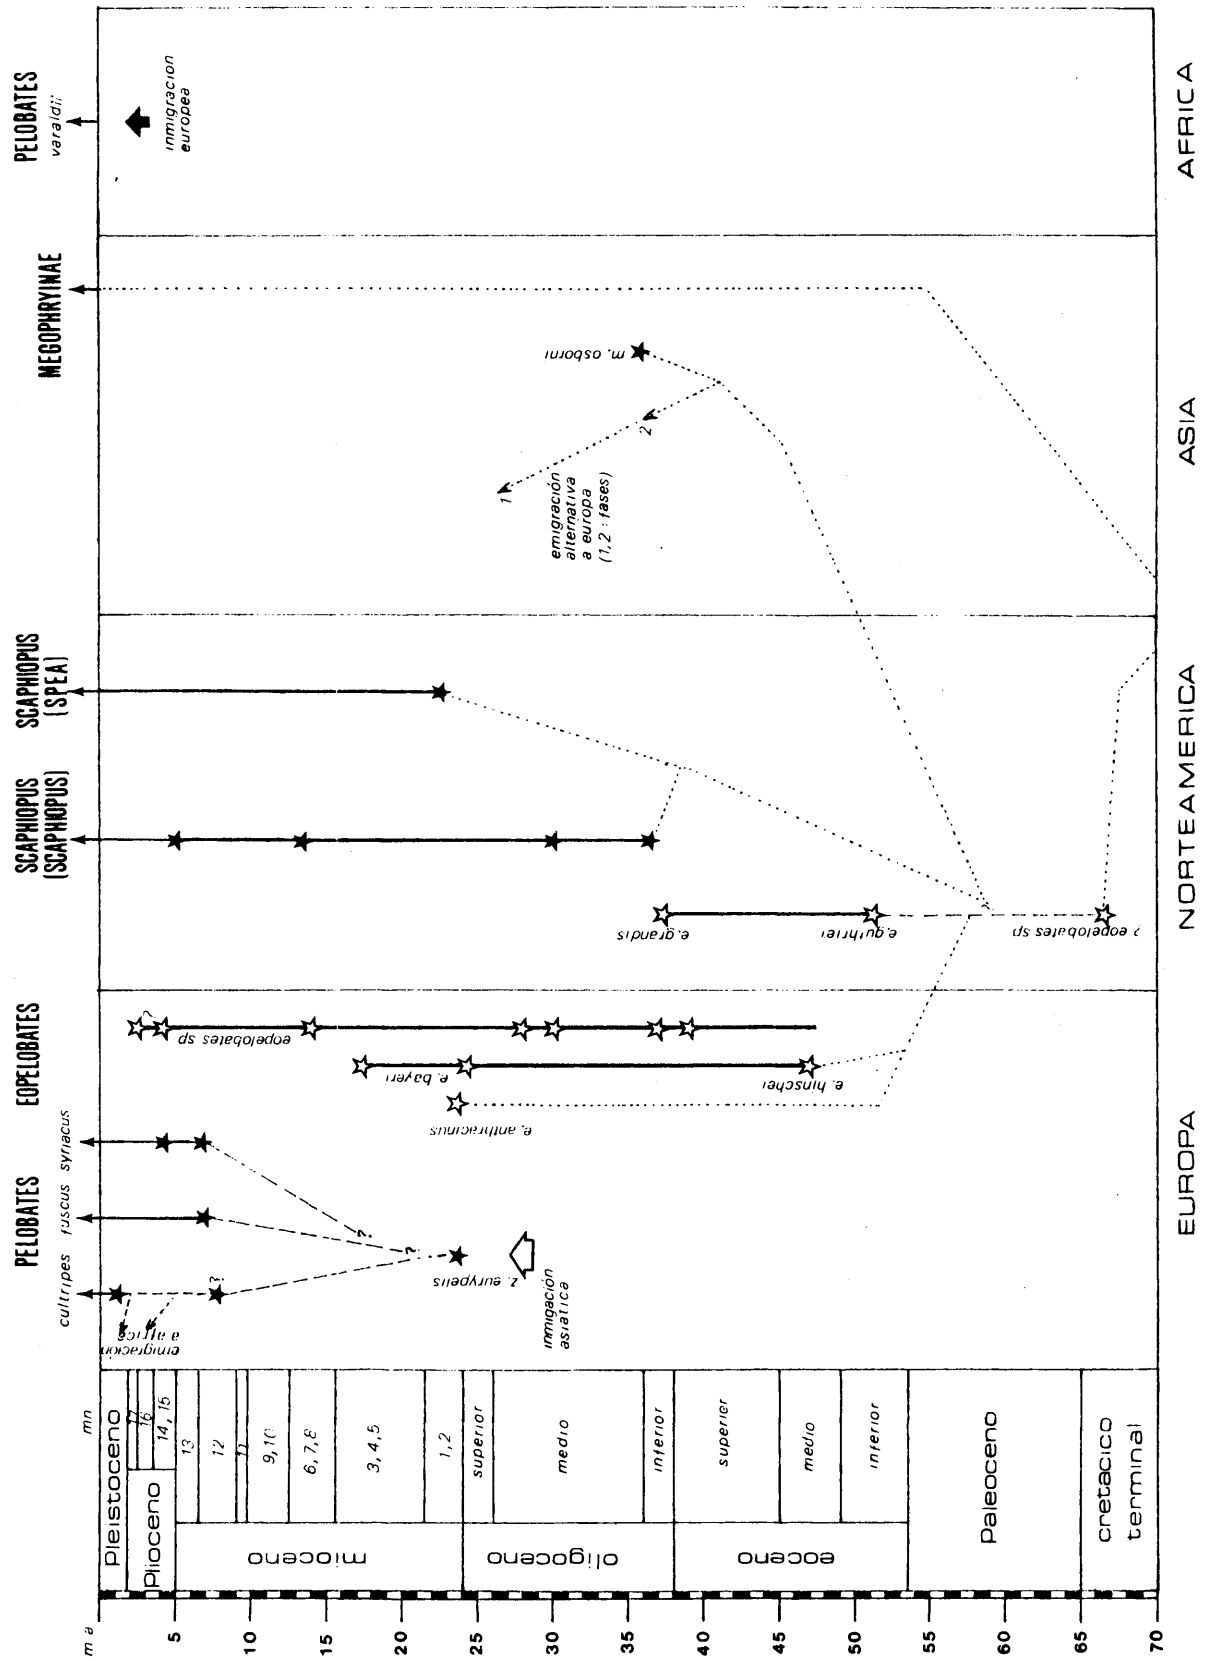 PELOBATES
varaldii
MEGOPHRYINAE
SCAPHIOPUS
(SPEA)
SCAPHIOPUS
(SCAPHIOPUS)
EOPELOBATES
PELOBATES
syriacus
fuscus
cultripes
inmigracion
europea
m. osborni
2
1
emigración
alternativa
a europa
(1,2 : fases)
e. grandis
e. guthriei
? eopelobates sp
?
eopelobates sp
e. bayeri
e. hinschei
e. anthracinus
?
?
?
z. eurypelis
inmigación
asiatica
emigración
a africa
AFRICA
ASIA
NORTEAMERICA
EUROPA
mn
17
16
14, 15
13
12
11
9, 10
6, 7, 8
3, 4, 5
1, 2
superior
medio
inferior
superior
medio
inferior
Pleistoceno
Plioceno
mioceno
oligoceno
eoceno
Paleoceno
cretacico
terminal
m a
5
10
15
20
25
30
35
40
45
50
55
60
65
70